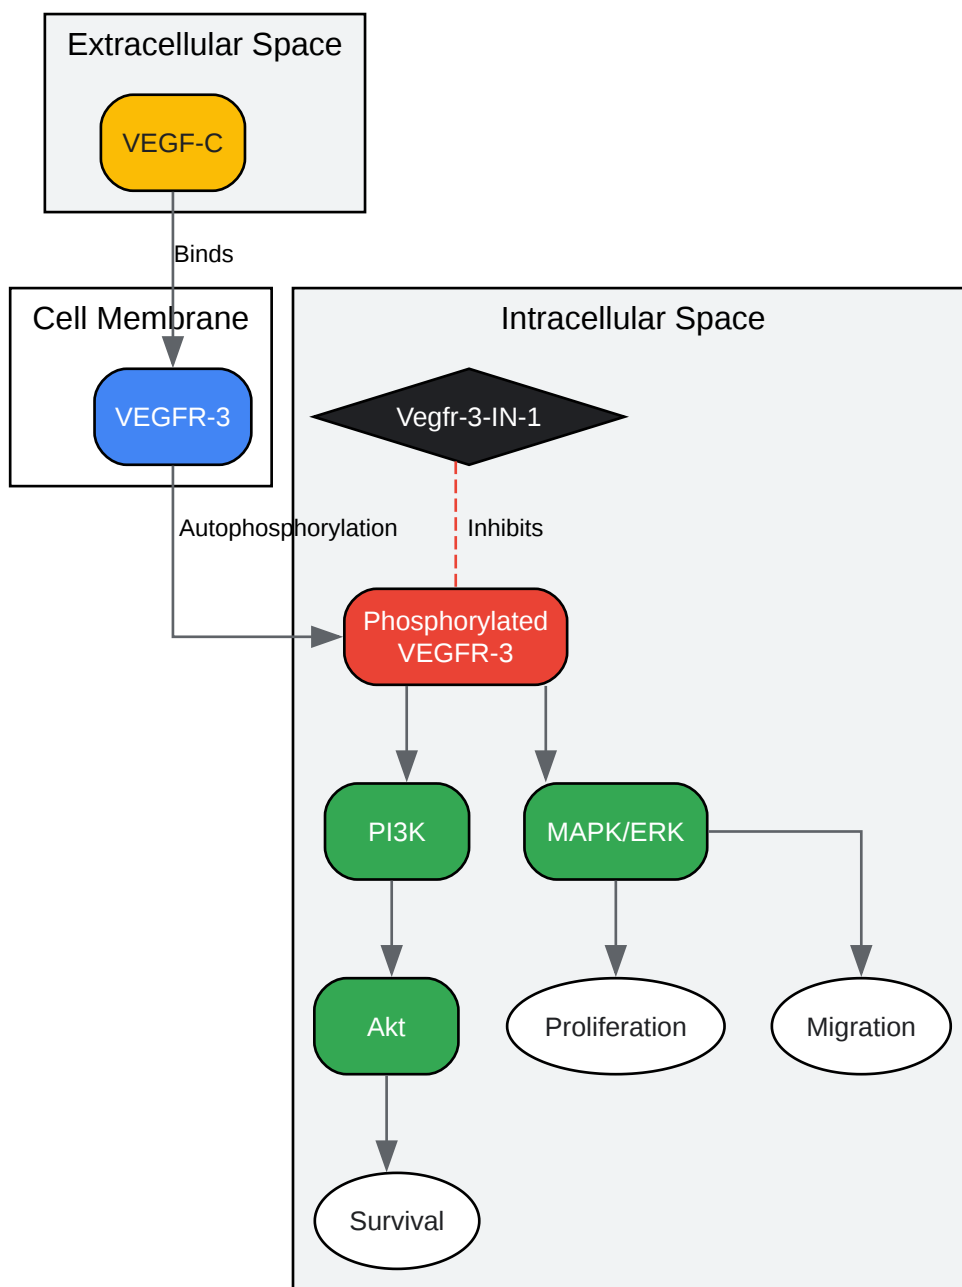 Extracellular Space
VEGF-C
Binds
Cell Membrane
Intracellular Space
VEGFR-3
Vegfr-3-IN-1
Autophosphorylation
Inhibits
Phosphorylated
VEGFR-3
PI3K
MAPK/ERK
Akt
Proliferation
Migration
Survival